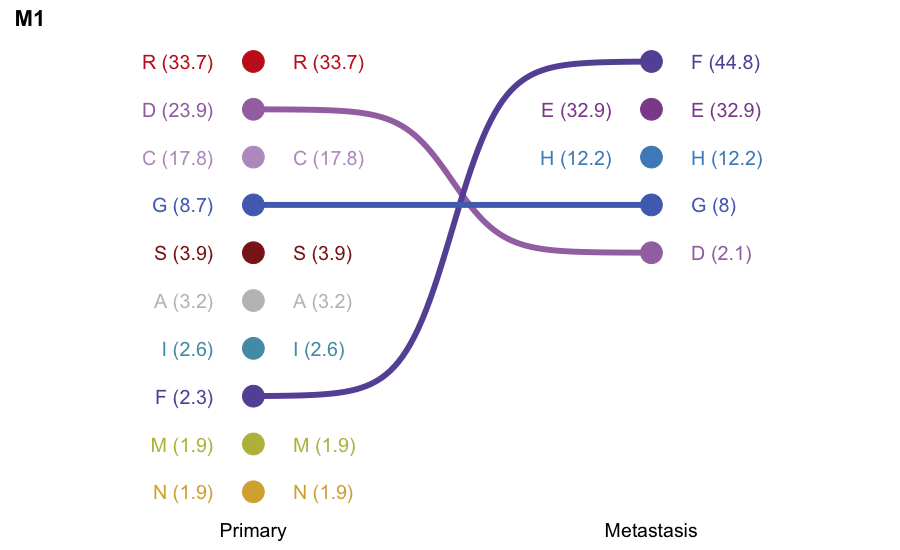 M1
R (33.7) R (33.7) F (44.8)
D (23.9) E (32.9) E (32.9)
C (17.8) C (17.8) H (12.2) H (12.2)
G (8.7) G (8)
S (3.9) S (3.9) D (2.1)
A (3.2) A (3.2)
I (2.6) I (2.6)
F (2.3)
M (1.9) M (1.9)
N (1.9) N (1.9)
Primary Metastasis